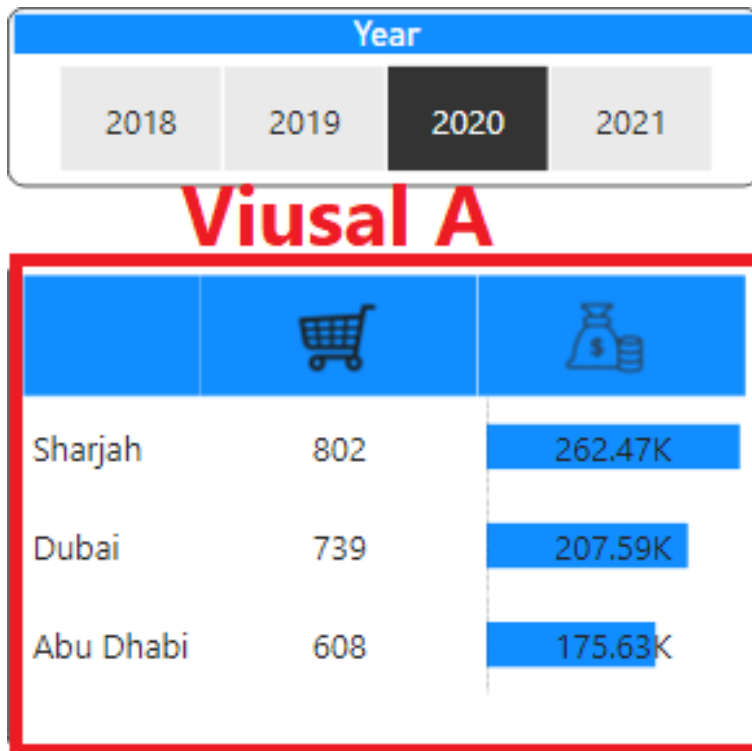 Year
2018 2019 2020 2021
Viusal A
$
Sharjah 802 262.47K
Dubai 739 207.59K
Abu Dhabi 608 175.63K